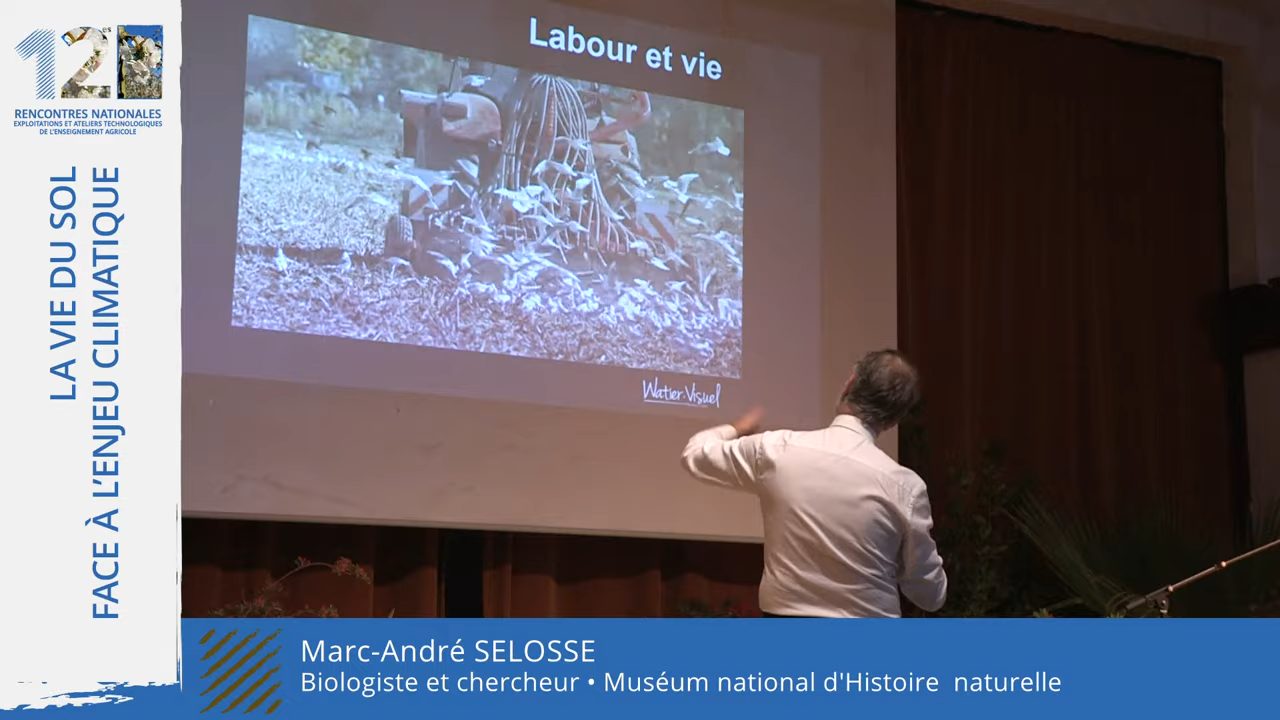 12es
RENCONTRES NATIONALES
EXPLOITATIONS ET ATELIERS TECHNOLOGIQUES
DE L'ENSEIGNEMENT AGRICOLE
LA VIE DU SOL
FACE À L'ENJEU CLIMATIQUE
Labour et vie
Watier-Visuel
Marc-André SELOSSE
Biologiste et chercheur • Muséum national d'Histoire naturelle